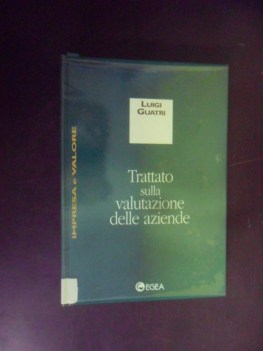 LUIGI
GUATRI
Trattato
sulla
valutazione
delle aziende
EGEA
IMPRESA e VALORE